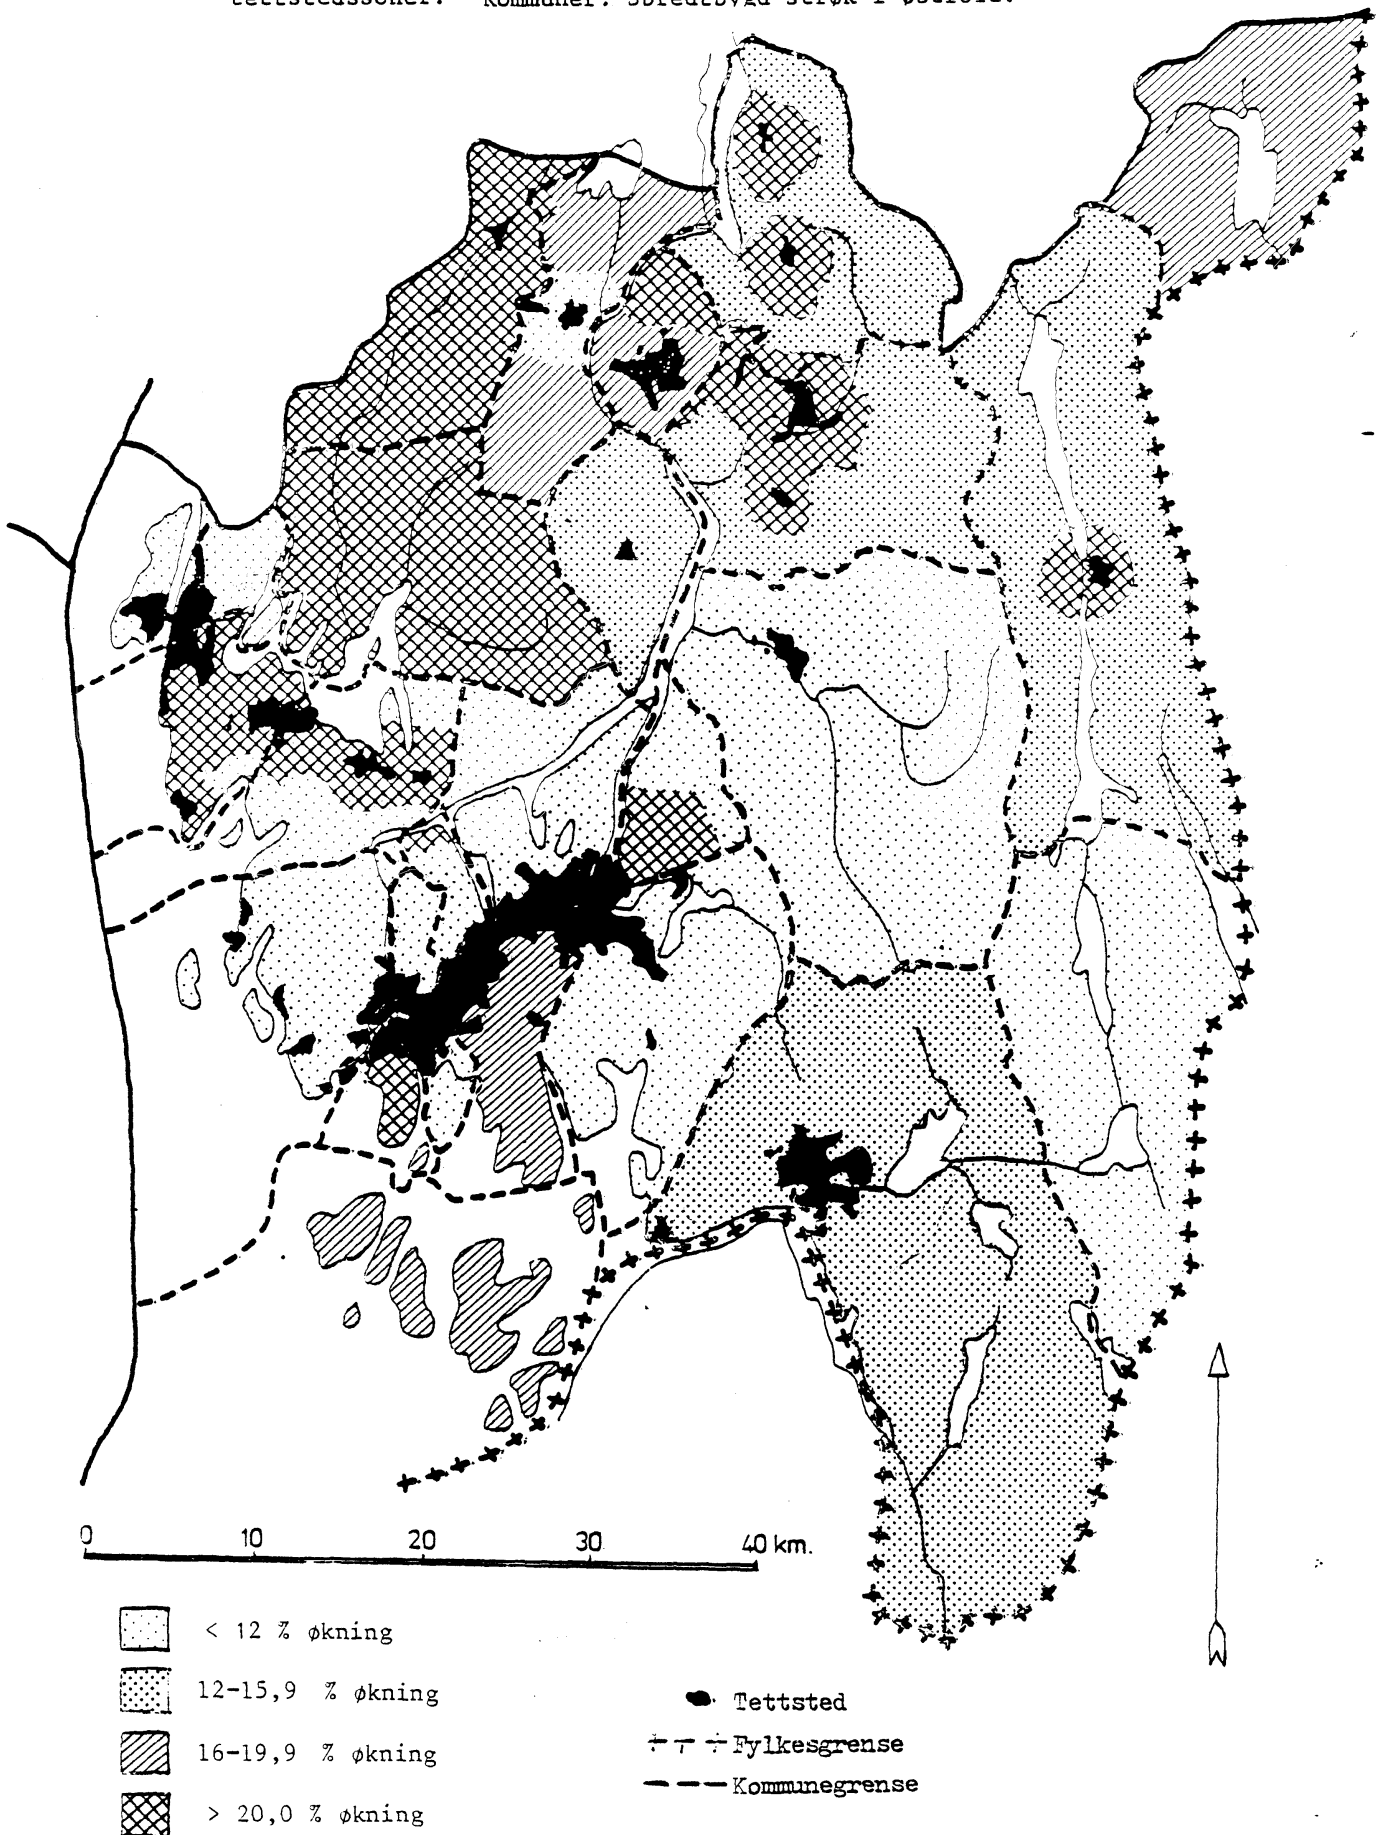 tettstedssoner. Kommuner. Spredtbygd strøk i Østfold.
0 10 20 30 40 km.
< 12 % økning
12-15,9 % økning
16-19,9 % økning
> 20,0 % økning
Tettsted
Fylkesgrense
Kommunegrense